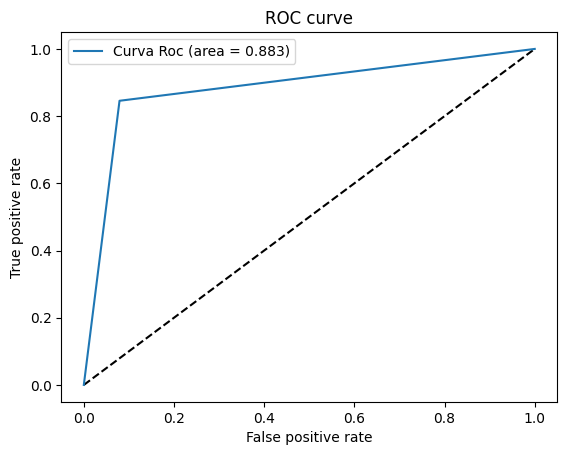 ROC curve
Curva Roc (area = 0.883)
True positive rate
1.0
0.8
0.6
0.4
0.2
0.0
0.0 0.2 0.4 0.6 0.8 1.0
False positive rate